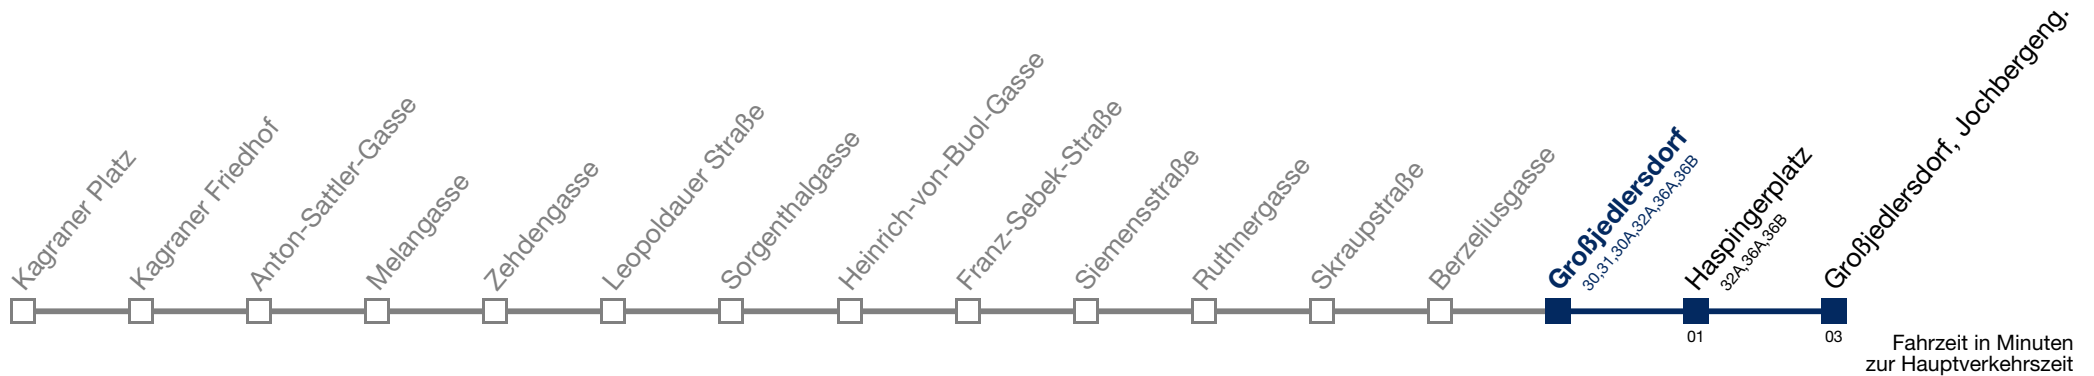 Kagraner Platz
Kagraner Friedhof
Anton-Sattler-Gasse
Melangasse
Zehdengasse
Leopoldauer Straße
Sorgenthalgasse
Heinrich-von-Buol-Gasse
Franz-Sebek-Straße
Siemensstraße
Ruthnergasse
Skraupstraße
Berzeliusgasse
Großjedlersdorf
30,31,30A,32A,36A,36B
Haspingerplatz
32A,36A,36B
Großjedlersdorf, Jochbergeng.
01
03
Fahrzeit in Minuten
zur Hauptverkehrszeit